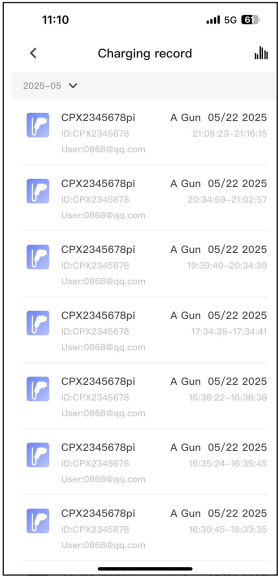 11:10 5G 61
Charging record
2025-05
CPX2345678pi A Gun 05/22 2025
ID:CPX2345678 21:08:23-21:16:15
User:0868@qq.com
CPX2345678pi A Gun 05/22 2025
ID:CPX2345678 20:34:59-21:02:57
User:0868@qq.com
CPX2345678pi A Gun 05/22 2025
ID:CPX2345678 19:39:40-20:34:39
User:0868@qq.com
CPX2345678pi A Gun 05/22 2025
ID:CPX2345678 17:34:38-17:34:41
User:0868@qq.com
CPX2345678pi A Gun 05/22 2025
ID:CPX2345678 16:38:22-16:38:38
User:0868@qq.com
CPX2345678pi A Gun 05/22 2025
ID:CPX2345678 16:35:24-16:35:45
User:0868@qq.com
CPX2345678pi A Gun 05/22 2025
ID:CPX2345678 16:30:45-16:33:35
User:0868@qq.com